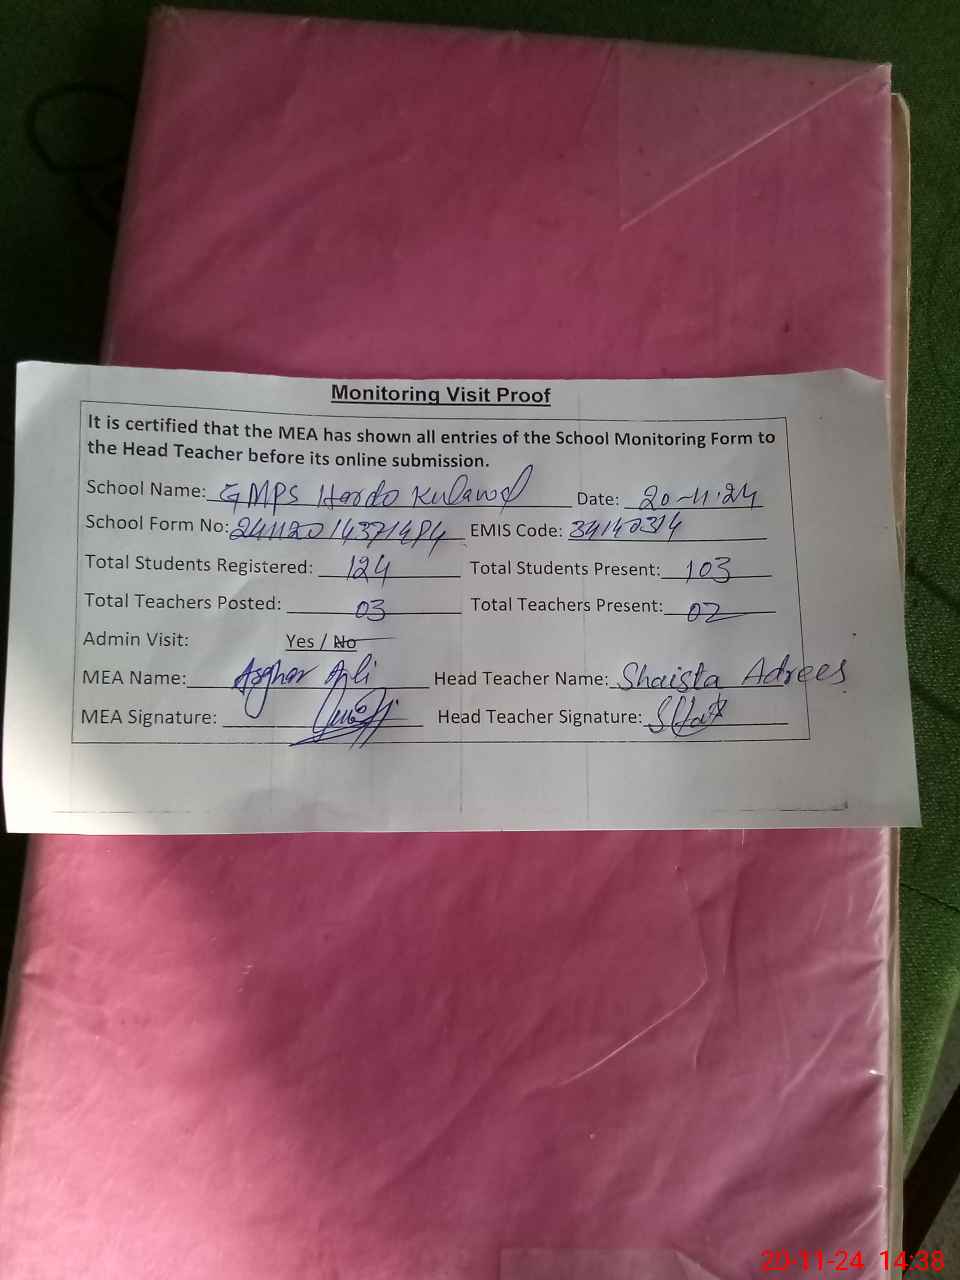 Monitoring Visit Proof
It is certified that the MEA has shown all entries of the School Monitoring Form to
the Head Teacher before its online submission.
School Name: GMPS Hardo Kulawal Date: 20-11-24
School Form No: 24112014371484 EMIS Code: 34140314
Total Students Registered: 124 Total Students Present: 103
Total Teachers Posted: 03 Total Teachers Present: 02
Admin Visit: Yes / No
MEA Name: Asghar Ali Head Teacher Name: Shaista Adrees
MEA Signature: Head Teacher Signature:
20-11-24 14:38